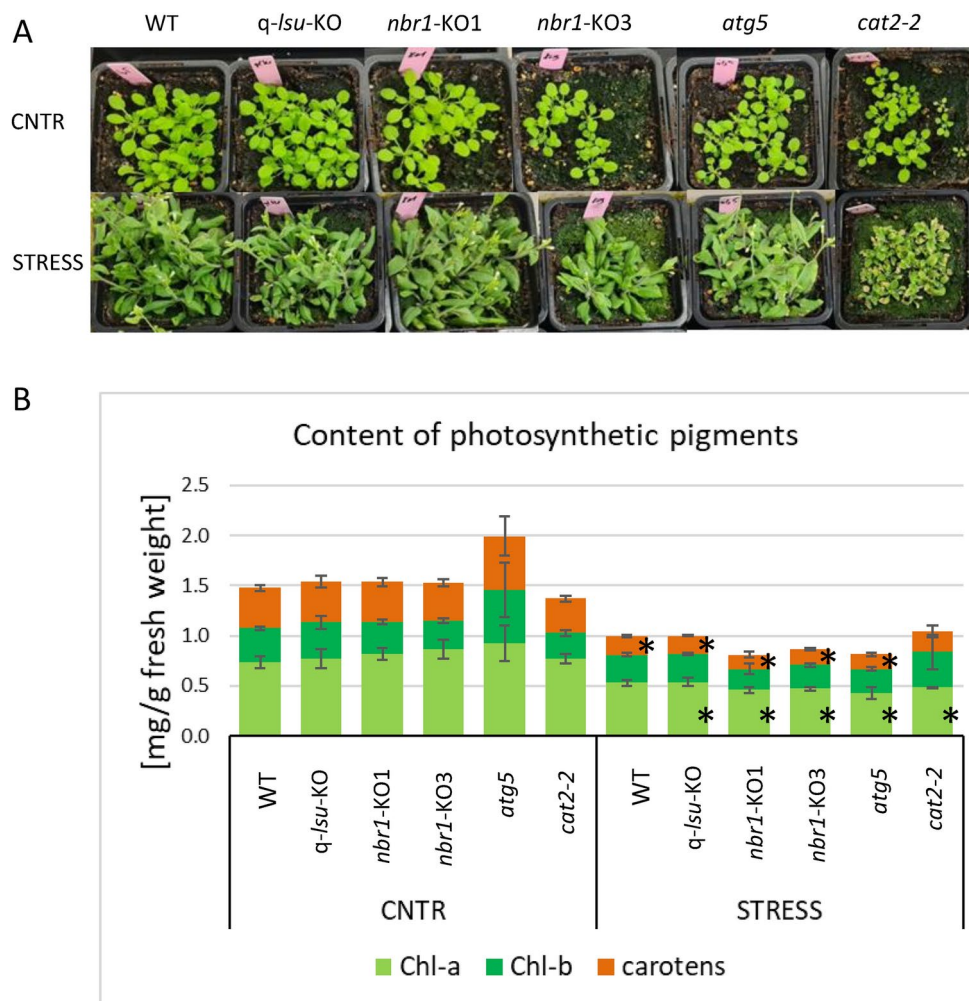 A
WT q-lsu-KO nbr1-KO1 nbr1-KO3 atg5 cat2-2
CNTR
STRESS
B
Content of photosynthetic pigments
[mg/g fresh weight]
2.5
2.0
1.5
1.0
0.5
0.0
* * * * *
* * * * *
WT q-lsu-KO nbr1-KO1 nbr1-KO3 atg5 cat2-2 WT q-lsu-KO nbr1-KO1 nbr1-KO3 atg5 cat2-2
CNTR STRESS
Chl-a Chl-b carotens